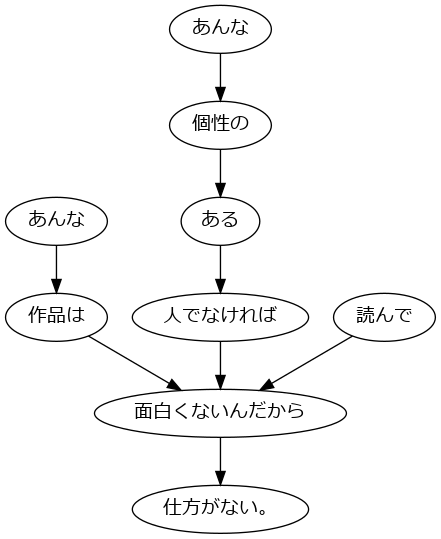 あんな
個性の
あんな
ある
作品は
人でなければ
読んで
面白くないんだから
仕方がない。